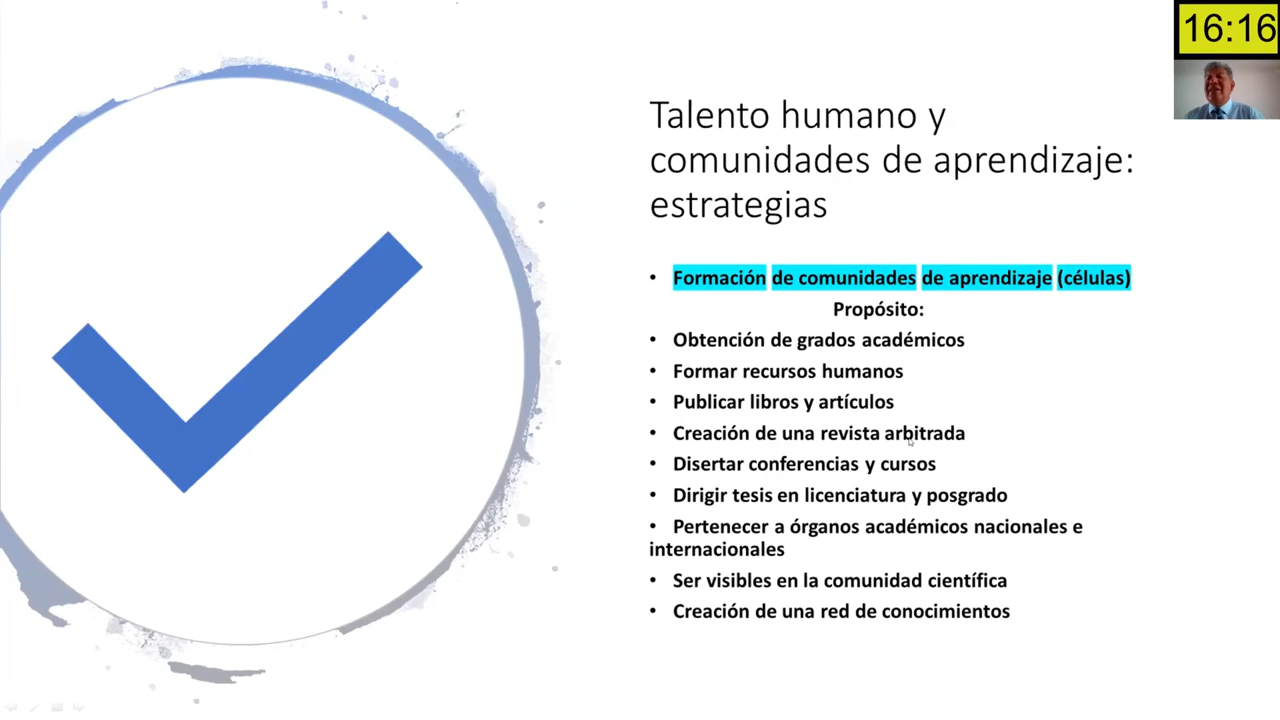 16:16
Talento humano y
comunidades de aprendizaje:
estrategias
• Formación de comunidades de aprendizaje (células)
Propósito:
• Obtención de grados académicos
• Formar recursos humanos
• Publicar libros y artículos
• Creación de una revista arbitrada
• Disertar conferencias y cursos
• Dirigir tesis en licenciatura y posgrado
• Pertenecer a órganos académicos nacionales e
internacionales
• Ser visibles en la comunidad científica
• Creación de una red de conocimientos